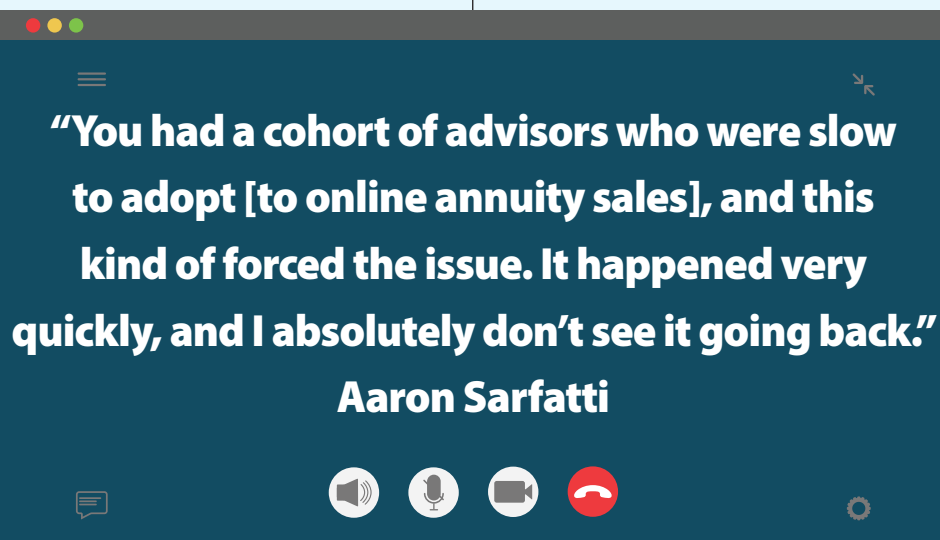 “You had a cohort of advisors who were slow
to adopt [to online annuity sales], and this
kind of forced the issue. It happened very
quickly, and I absolutely don’t see it going back.”
Aaron Sarfatti